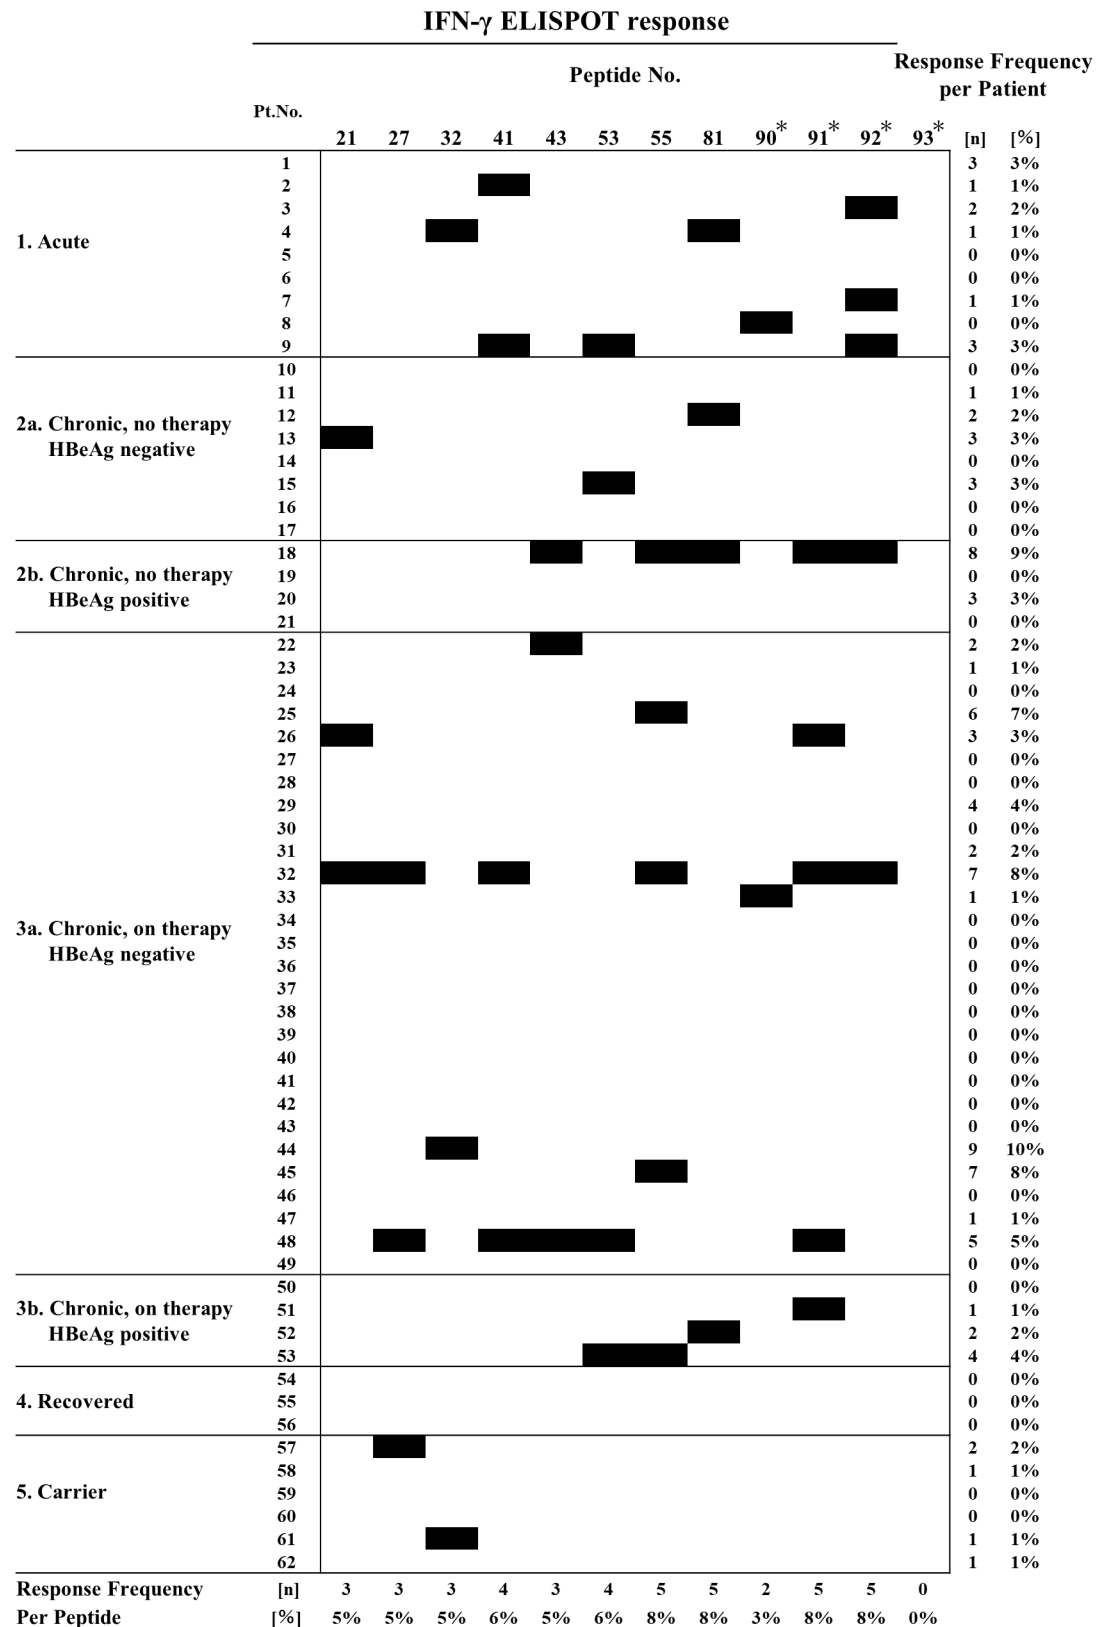 IFN-γ ELISPOT response
Peptide No.
Response Frequency
per Patient
Pt.No.
21 27 32 41 43 53 55 81 90* 91* 92* 93* [n] [%]
1 3 3%
2 1 1%
3 2 2%
1. Acute
4 1 1%
5 0 0%
6 0 0%
7 1 1%
8 0 0%
9 3 3%
10 0 0%
11 1 1%
12 2 2%
2a. Chronic, no therapy
HBeAg negative
13 3 3%
14 0 0%
15 3 3%
16 0 0%
17 0 0%
18 8 9%
2b. Chronic, no therapy
HBeAg positive
19 0 0%
20 3 3%
21 0 0%
22 2 2%
23 1 1%
24 0 0%
25 6 7%
26 3 3%
27 0 0%
28 0 0%
29 4 4%
30 0 0%
31 2 2%
32 7 8%
33 1 1%
3a. Chronic, on therapy
HBeAg negative
34 0 0%
35 0 0%
36 0 0%
37 0 0%
38 0 0%
39 0 0%
40 0 0%
41 0 0%
42 0 0%
43 0 0%
44 9 10%
45 7 8%
46 0 0%
47 1 1%
48 5 5%
49 0 0%
50 0 0%
3b. Chronic, on therapy
HBeAg positive
51 1 1%
52 2 2%
53 4 4%
54 0 0%
4. Recovered
55 0 0%
56 0 0%
57 2 2%
58 1 1%
5. Carrier
59 0 0%
60 0 0%
61 1 1%
62 1 1%
Response Frequency [n] 3 3 3 4 3 4 5 5 2 5 5 0
Per Peptide [%] 5% 5% 5% 6% 5% 6% 8% 8% 3% 8% 8% 0%